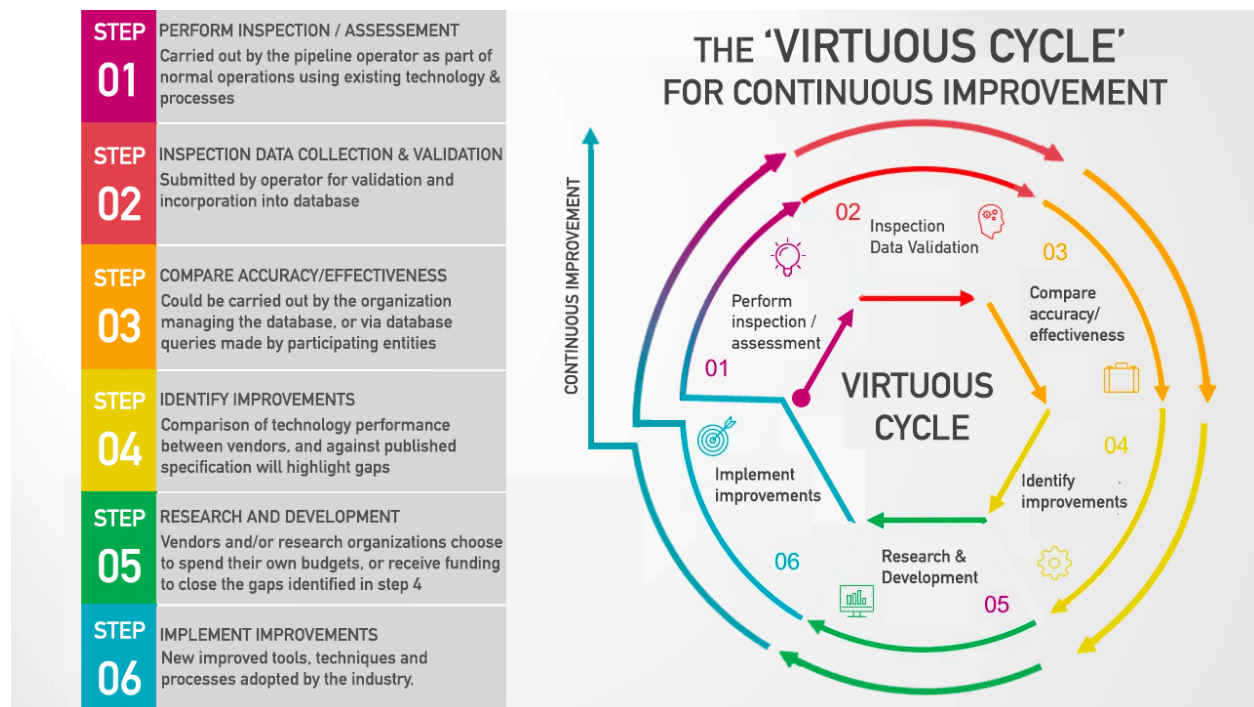 STEP
01
PERFORM INSPECTION / ASSESSEMENT
Carried out by the pipeline operator as part of
normal operations using existing technology &
processes
STEP
02
INSPECTION DATA COLLECTION & VALIDATION
Submitted by operator for validation and
incorporation into database
STEP
03
COMPARE ACCURACY/EFFECTIVENESS
Could be carried out by the organization
managing the database, or via database
queries made by participating entities
STEP
04
IDENTIFY IMPROVEMENTS
Comparison of technology performance
between vendors, and against published
specification will highlight gaps
STEP
05
RESEARCH AND DEVELOPMENT
Vendors and/or research organizations choose
to spend their own budgets, or receive funding
to close the gaps identified in step 4
STEP
06
IMPLEMENT IMPROVEMENTS
New improved tools, techniques and
processes adopted by the industry.
THE ‘VIRTUOUS CYCLE’
FOR CONTINUOUS IMPROVEMENT
CONTINUOUS IMPROVEMENT
01
Perform
inspection /
assessment
02
Inspection
Data Validation
03
Compare
accuracy/
effectiveness
04
Identify
improvements
05
Research &
Development
06
Implement
improvements
VIRTUOUS
CYCLE